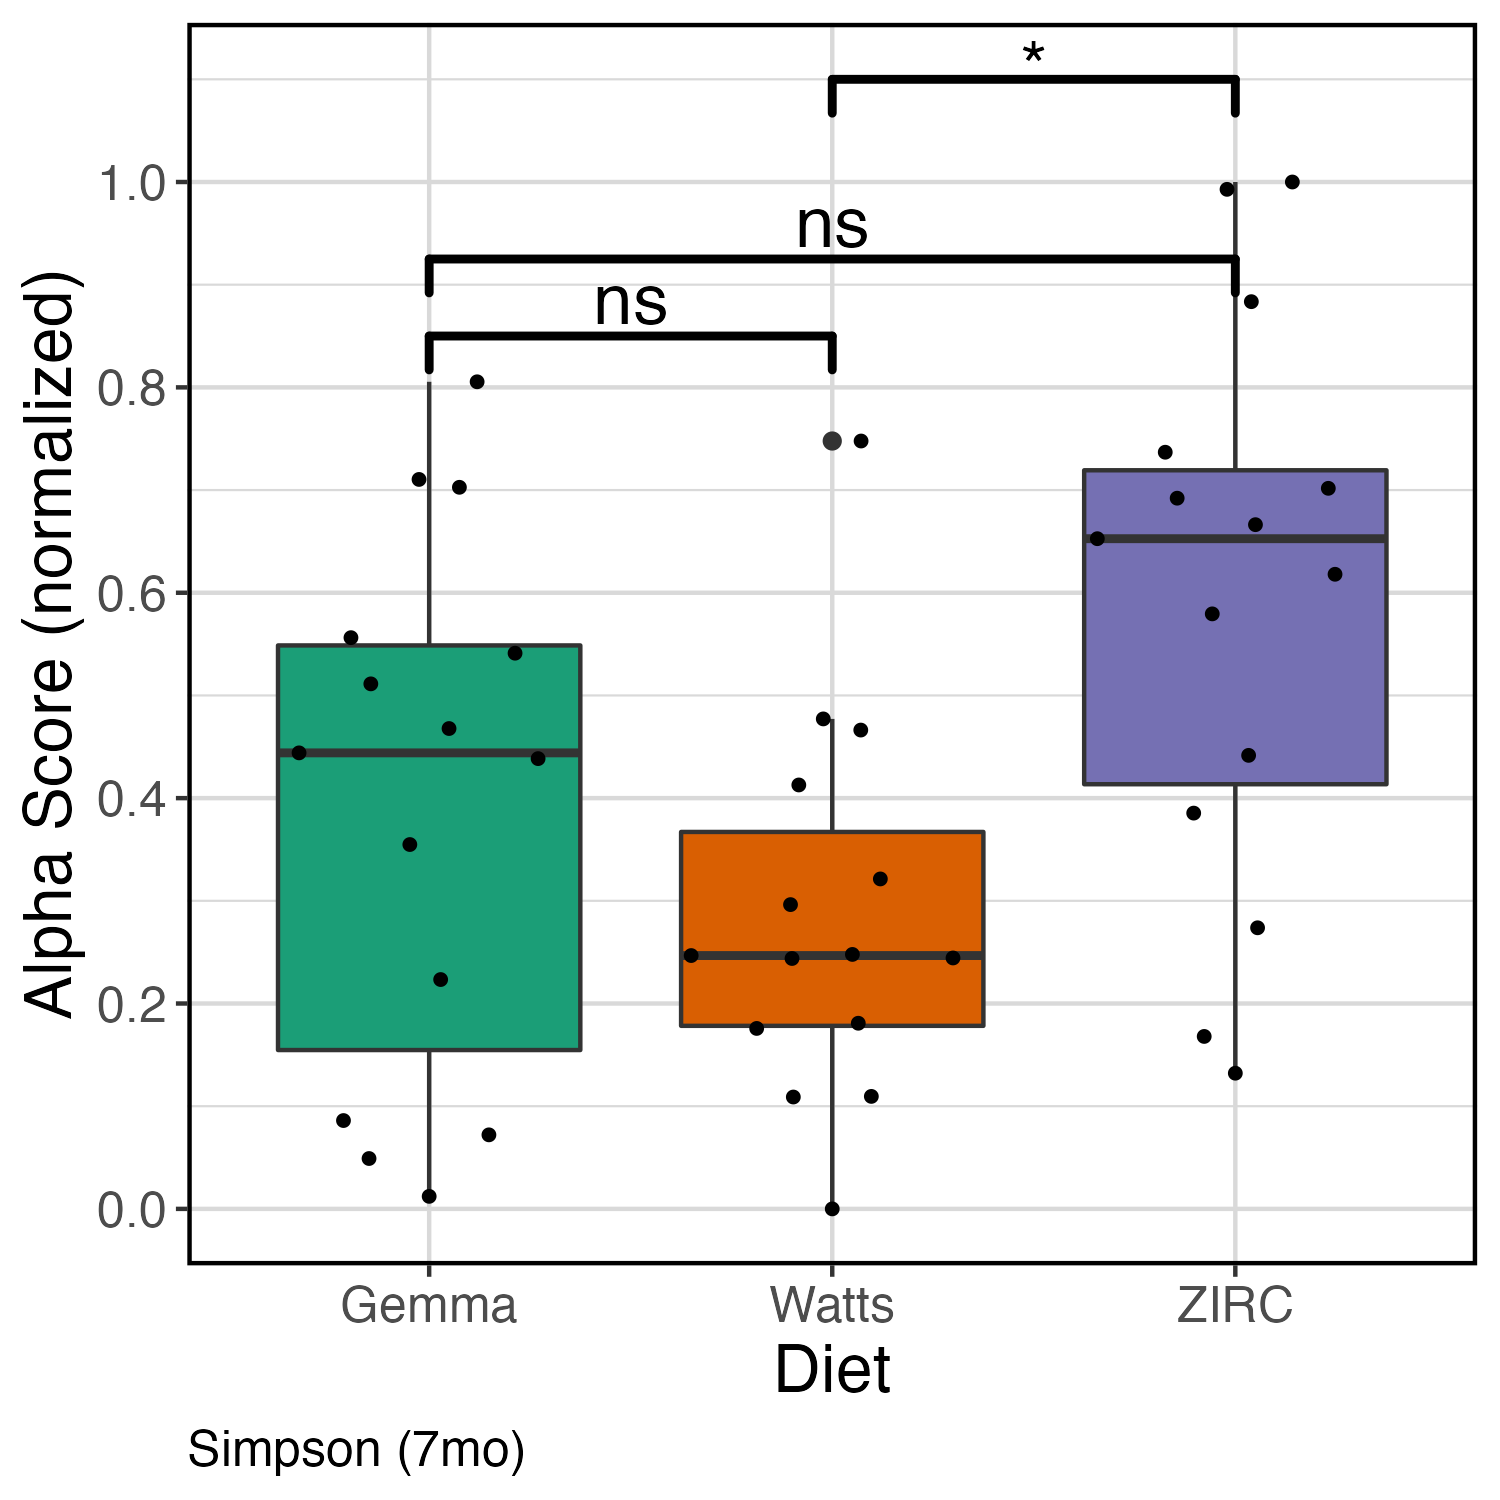 *
1.0
ns
ns
0.8
0.6
0.4
0.2
0.0
Alpha Score (normalized)
Gemma Watts ZIRC
Diet
Simpson (7mo)